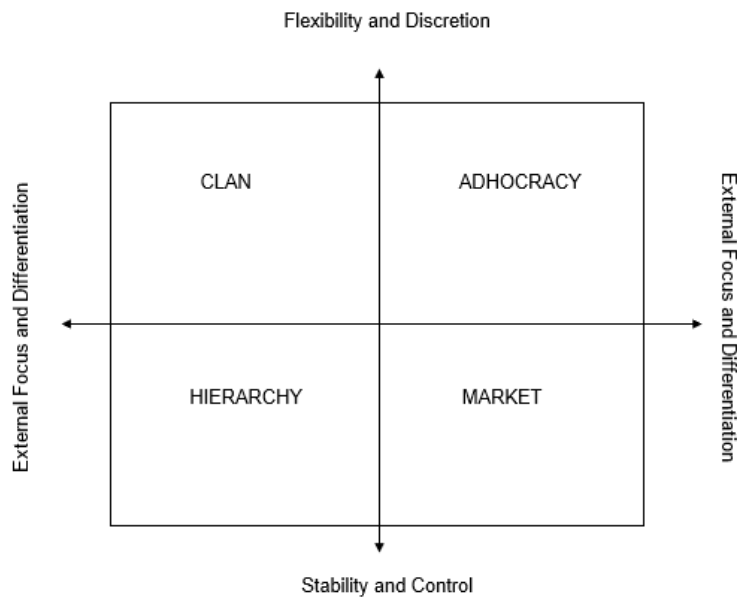 Flexibility and Discretion
CLAN
ADHOCRACY
External Focus and Differentiation
External Focus and Differentiation
HIERARCHY
MARKET
Stability and Control